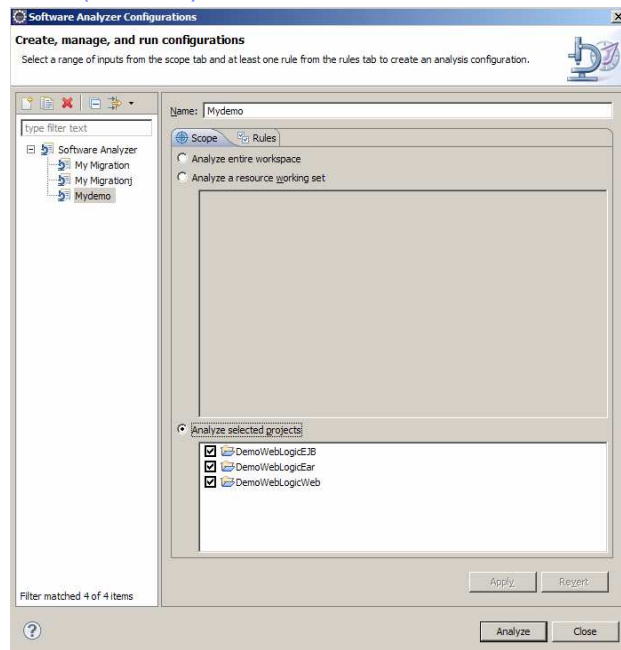 Software Analyzer Configurations
Create, manage, and run configurations
Select a range of inputs from the scope tab and at least one rule from the rules tab to create an analysis configuration.
type filter text
Software Analyzer
My Migration
My Migrationj
Mydemo
Filter matched 4 of 4 items
Name: Mydemo
Scope Rules
Analyze entire workspace
Analyze a resource working set
Analyze selected projects
DemoWebLogicEJB
DemoWebLogicEar
DemoWebLogicWeb
Apply Revert
? Analyze Close